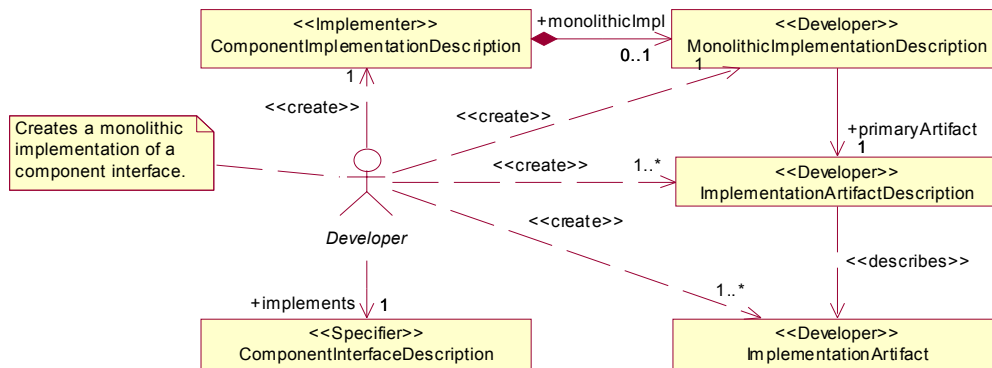 <<Implementer>>
ComponentImplementationDescription
+monolithicImpl
0..1
<<Developer>>
MonolithicImplementationDescription
1
1
<<create>>
<<create>>
Creates a monolithic
implementation of a
component interface.
+primaryArtifact
1
<<create>>
1..*
<<Developer>>
ImplementationArtifactDescription
<<create>>
Developer
<<describes>>
1..*
+implements
1
<<Specifier>>
ComponentInterfaceDescription
<<Developer>>
ImplementationArtifact